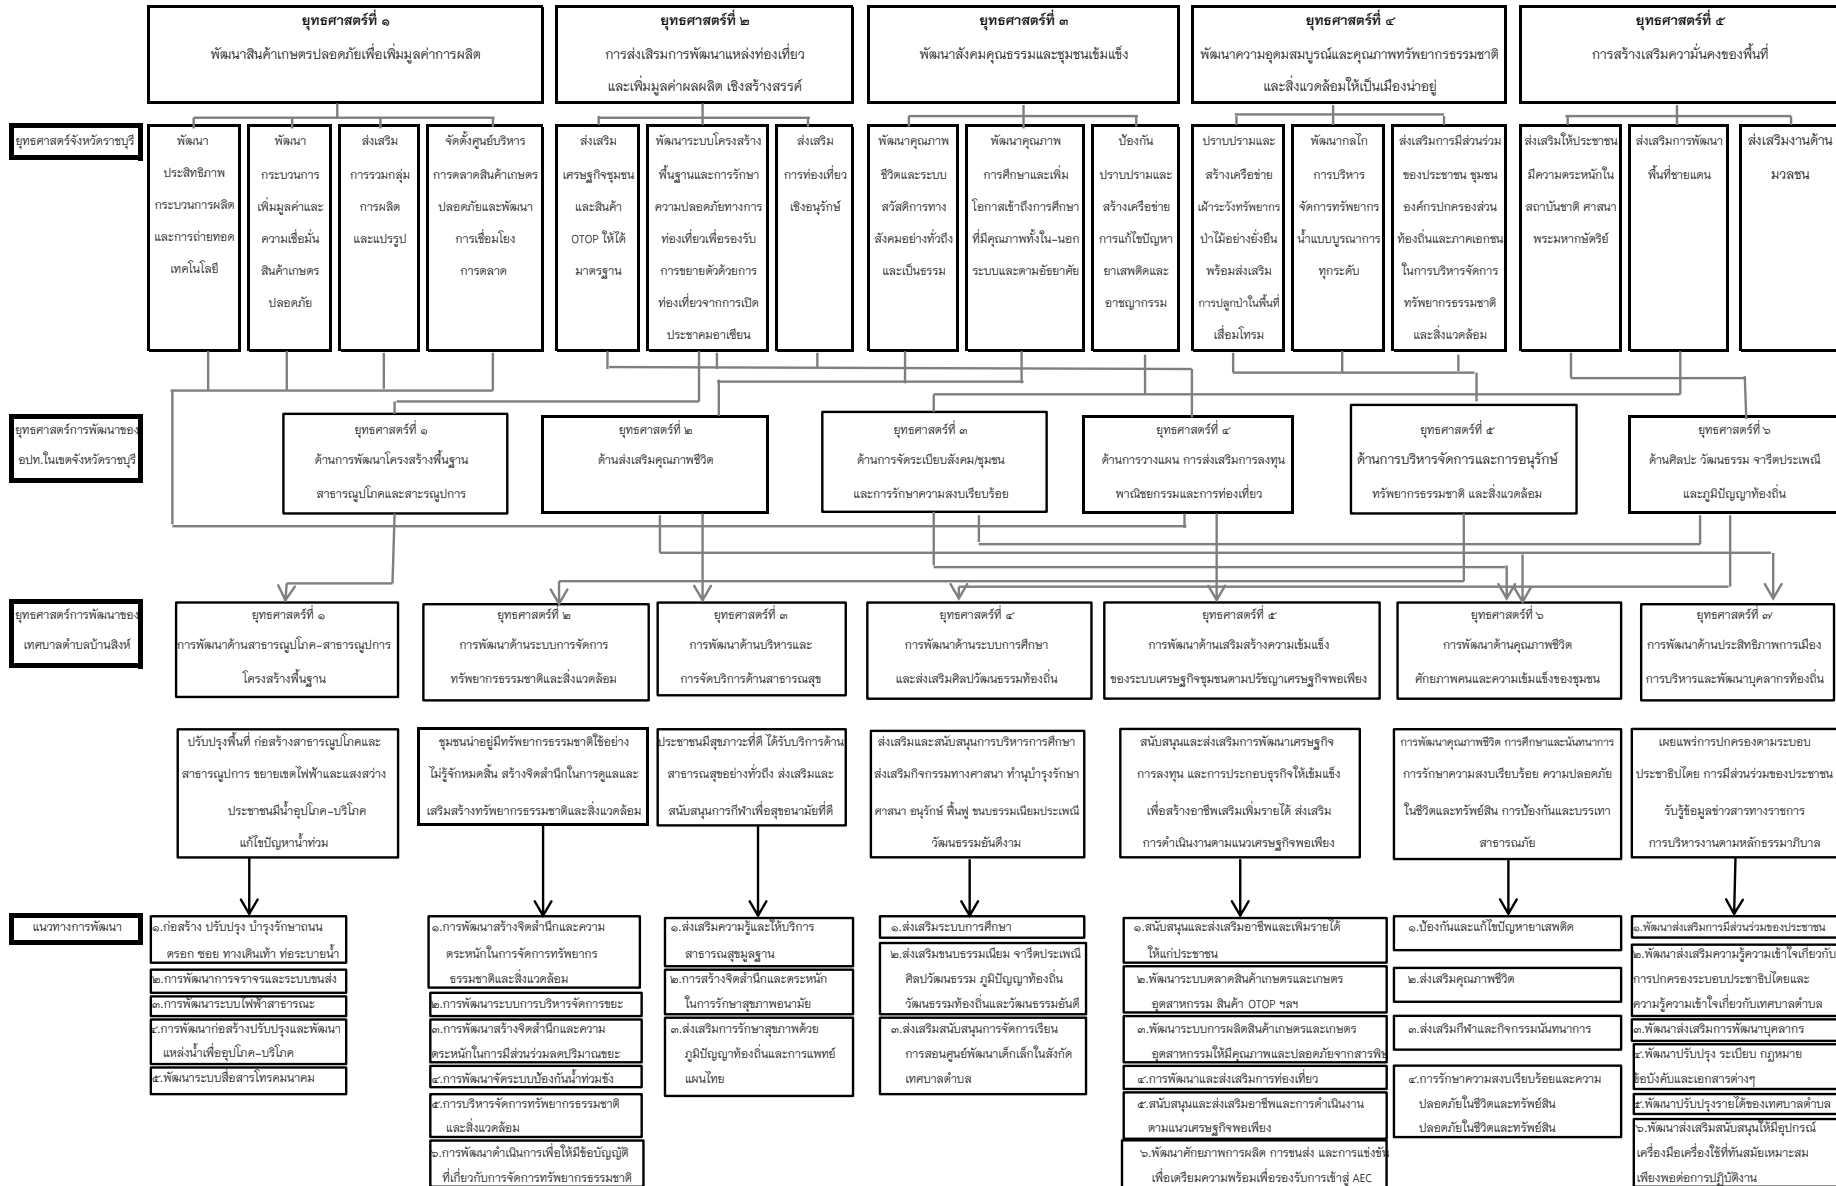 ยุทธศาสตร์ที่ ๑
พัฒนาสินค้าเกษตรปลอดภัยเพื่อเพิ่มมูลค่าการผลิต
ยุทธศาสตร์ที่ ๒
การส่งเสิรมการพัฒนาแหล่งท่องเที่ยว
และเพิ่มมูลค่าผลผลิต เชิงสร้างสรรค์
ยุทธศาสตร์ที่ ๓
พัฒนาสังคมคุณธรรมและชุมชนเข้มแข็ง
ยุทธศาสตร์ที่ ๔
พัฒนาความอุดมสมบูรณ์และคุณภาพทรัพยากรธรรมชาติ
และสิ่งแวดล้อมให้เป็นเมืองน่าอยู่
ยุทธศาสตร์ที่ ๕
การสร้างเสริมความั่นคงของพื้นที่
ยุทธศาสตร์จังหวัดราชบุรี
พัฒนา
ประสิทธิภาพ
กระบวนการผลิต
และการถ่ายทอด
เทคโนโลยี
พัฒนา
กระบวนการ
เพิ่มมูลค่าและ
ความเชื่อมั่น
สินค้าเกษตร
ปลอดภัย
ส่งเสริม
การรวมกลุ่ม
การผลิต
และแปรรูป
จัดตั้งศูนย์บริหาร
การตลาดสินค้าเกษตร
ปลอดภัยและพัฒนา
การเชื่อมโยง
การตลาด
ส่งเสริม
เศรษฐกิจชุมชน
และสินค้า
OTOP ให้ได้
มาตรฐาน
พัฒนาระบบโครงสร้าง
พื้นฐานและการรักษา
ความปลอดภัยทางการ
ท่องเที่ยวเพื่อรองรับ
การขยายตัวด้วยการ
ท่องเที่ยวจากการเปิด
ประชาคมอาเซียน
ส่งเสริม
การท่องเที่ยว
เชิงอนุรักษ์
พัฒนาคุณภาพ
ชีวิตและระบบ
สวัสดิการทาง
สังคมอย่างทั่วถึง
และเป็นธรรม
พัฒนาคุณภาพ
การศึกษาและเพิ่ม
โอกาสเข้าถึงการศึกษา
ที่มีคุณภาพทั้งใน-นอก
ระบบและตามอัธยาศัย
ป้องกัน
ปราบปรามและ
สร้างเครือข่าย
การแก้ไขปัญหา
ยาเสพติดและ
อาชญากรรม
ปราบปรามและ
สร้างเครือข่าย
เฝ้าระวังทรัพยากร
ป่าไม้อย่างยั่งยืน
พร้อมส่งเสริม
การปลูกป่าในพื้นที่
เสื่อมโทรม
พัฒนากลไก
การบริหาร
จัดการทรัพยากร
น้ำแบบบูรณาการ
ทุกระดับ
ส่งเสริมการมีส่วนร่วม
ของประชาชน ชุมชน
องค์กรปกครองส่วน
ท้องถิ่นและภาคเอกชน
ในการบริหารจัดการ
ทรัพยากรธรรมชาติ
และสิ่งแวดล้อม
ส่งเสริมให้ประชาชน
มีความตระหนักใน
สถาบันชาติ ศาสนา
พระมหากษัตริย์
ส่งเสริมการพัฒนา
พื้นที่ชายแดน
ส่งเสริมงานด้าน
มวลชน
ยุทธศาสตร์การพัฒนาของ
อปท.ในเขตจังหวัดราชบุรี
ยุทธศาสตร์ที่ ๑
ด้านการพัฒนาโครงสร้างพื้นฐาน
สาธารณูปโภคและสาะรณูปการ
ยุทธศาสตร์ที่ ๒
ด้านส่งเสริมคุณภาพชีวิต
ยุทธศาสตร์ที่ ๓
ด้านการจัดระเบียบสังคม/ชุมชน
และการรักษาความสงบเรียบร้อย
ยุทธศาสตร์ที่ ๔
ด้านการวางแผน การส่งเสริมการลงทุน
พาณิชยกรรมและการท่องเที่ยว
ยุทธศาสตร์ที่ ๕
ด้านการบริหารจัดการและการอนุรักษ์
ทรัพยากรธรรมชาติ และสิ่งแวดล้อม
ยุทธศาสตร์ที่ ๖
ด้านศิลปะ วัฒนธรรม จารีตประเพณี
และภูมิปัญญาท้องถิ่น
ยุทธศาสตร์การพัฒนาของ
เทศบาลตำบลบ้านสิงห์
ยุทธศาสตร์ที่ ๑
การพัฒนาด้านสาธารณูปโภค-สาธารณูปการ
โครงสร้างพื้นฐาน
ยุทธศาสตร์ที่ ๒
การพัฒนาด้านระบบการจัดการ
ทรัพยากรธรรมชาติและสิ่งแวดล้อม
ยุทธศาสตร์ที่ ๓
การพัฒนาด้านบริหารและ
การจัดบริการด้านสาธารณสุข
ยุทธศาสตร์ที่ ๔
การพัฒนาด้านระบบการศึกษา
และส่งเสริมศิลปวัฒนธรรมท้องถิ่น
ยุทธศาสตร์ที่ ๕
การพัฒนาด้านเสริมสร้างความเข้มแข็ง
ของระบบเศรษฐกิจชุมชนตามปรัชญาเศรษฐกิจพอเพียง
ยุทธศาสตร์ที่ ๖
การพัฒนาด้านคุณภาพชีวิต
ศักยภาพคนและความเข้มแข็งของชุมชน
ยุทธศาสตร์ที่ ๗
การพัฒนาด้านประสิทธิภาพการเมือง
การบริหารและพัฒนาบุคลากรท้องถิ่น
ปรับปรุงพื้นที่ ก่อสร้างสาธารณูปโภคและ
สาธารณูปการ ขยายเขตไฟฟ้าและแสงสว่าง
ประชาชนมีน้ำอุปโภค-บริโภค
แก้ไขปัญหาน้ำท่วม
ชุมชนน่าอยู่มีทรัพยากรธรรมชาติใช้อย่าง
ไม่รู้จักหมดสิ้น สร้างจิตสำนึกในการดูแลและ
เสริมสร้างทรัพยากรธรรมชาติและสิ่งแวดล้อม
ประชาชนมีสุขภาวะที่ดี ได้รับบริการด้าน
สาธารณสุขอย่างทั่วถึง ส่งเสริมและ
สนับสนุนการกีฬาเพื่อสุขอนามัยที่ดี
ส่งเสริมและสนับสนุนการบริหารการศึกษา
ส่งเสริมกิจกรรมทางศาสนา ทำนุบำรุงรักษา
ศาสนา อนุรักษ์ ฟื้นฟู ขนบธรรมเนียมประเพณี
วัฒนธรรมอันดีงาม
สนับสนุนและส่งเสริมการพัฒนาเศรษฐกิจ
การลงทุน และการประกอบธุรกิจให้เข้มแข็ง
เพื่อสร้างอาชีพเสริมเพิ่มรายได้ ส่งเสริม
การดำเนินงานตามแนวเศรษฐกิจพอเพียง
การพัฒนาคุณภาพชีวิต การศึกษาและนันทนาการ
การรักษาความสงบเรียบร้อย ความปลอดภัย
ในชีวิตและทรัพย์สิน การป้องกันและบรรเทา
สาธารณภัย
เผยแพร่การปกครองตามระบอบ
ประชาธิปไตย การมีส่วนร่วมของประชาชน
รับรู้ข้อมูลข่าวสารทางราชการ
การบริหารงานตามหลักธรรมาภิบาล
แนวทางการพัฒนา
๑.ก่อสร้าง ปรับปรุง บำรุงรักษาถนน
ตรอก ซอย ทางเดินเท้า ท่อระบายน้ำ
๒.การพัฒนาการจราจรและระบบขนส่ง
๓.การพัฒนาระบบไฟฟ้าสาธารณะ
๔.การพัฒนาก่อสร้างปรับปรุงและพัฒนา
แหล่งน้ำเพื่ออุปโภค-บริโภค
๕.พัฒนาระบบสื่อสารโทรคมนาคม
๑.การพัฒนาสร้างจิตสำนึกและความ
ตระหนักในการจัดการทรัพยากร
ธรรมชาติและสิ่งแวดล้อม
๒.การพัฒนาระบบการบริหารจัดการขยะ
๓.การพัฒนาสร้างจิตสำนึกและความ
ตระหนักในการมีส่วนร่วมลดปริมาณขยะ
๔.การพัฒนาจัดระบบป้องกันน้ำท่วมขัง
๕.การบริหารจัดการทรัพยากรธรรมชาติ
และสิ่งแวดล้อม
๖.การพัฒนาดำเนินการเพื่อให้มีข้อบัญญัติ
ที่เกี่ยวกับการจัดการทรัพยากรธรรมชาติ
๑.ส่งเสริมความรู้และให้บริการ
สาธารณสุขมูลฐาน
๒.การสร้างจิตสำนึกและตระหนัก
ในการรักษาสุขภาพอนามัย
๓.ส่งเสริมการรักษาสุขภาพด้วย
ภูมิปัญญาท้องถิ่นและการแพทย์
แผนไทย
๑.ส่งเสริมระบบการศึกษา
๒.ส่งเสริมขนบธรรมเนียม จารีตประเพณี
ศิลปวัฒนธรรม ภูมิปัญญาท้องถิ่น
วัฒนธรรมท้องถิ่นและวัฒนธรรมอันดี
๓.ส่งเสริมสนับสนุนการจัดการเรียน
การสอนศูนย์พัฒนาเด็กเล็กในสังกัด
เทศบาลตำบล
๑.สนับสนุนและส่งเสริมอาชีพและเพิ่มรายได้
ให้แก่ประชาชน
๒.พัฒนาระบบตลาดสินค้าเกษตรและเกษตร
อุตสาหกรรม สินค้า OTOP ฯลฯ
๓.พัฒนาระบบการผลิตสินค้าเกษตรและเกษตร
อุตสาหกรรมให้มีคุณภาพและปลอดภัยจากสารพิษ
๔.การพัฒนาและส่งเสริมการท่องเที่ยว
๕.สนับสนุนและส่งเสริมอาชีพและการดำเนินงาน
ตามแนวเศรษฐกิจพอเพียง
๖.พัฒนาศักยภาพการผลิต การขนส่ง และการแข่งขัน
เพื่อเตรียมความพร้อมเพื่อรองรับการเข้าสู่ AEC
๑.ป้องกันและแก้ไขปัญหายาเสพติด
๒.ส่งเสริมคุณภาพชีวิต
๓.ส่งเสริมกีฬาและกิจกรรมนันทนาการ
๔.การรักษาความสงบเรียบร้อยและความ
ปลอดภัยในชีวิตและทรัพย์สิน
ปลอดภัยในชีวิตและทรัพย์สิน
๑.พัฒนาส่งเสริมการมีส่วนร่วมของประชาชน
๒.พัฒนาส่งเสริมความรู้ความเข้าใจเกี่ยวกับ
การปกครองระบอบประชาธิปไตยและ
ความรู้ความเข้าใจเกี่ยวกับเทศบาลตำบล
๓.พัฒนาส่งเสริมการพัฒนาบุคลากร
๔.พัฒนาปรับปรุง ระเบียบ กฎหมาย
ข้อบังคับและเอกสารต่างๆ
๕.พัฒนาปรับปรุงรายได้ของเทศบาลตำบล
๖.พัฒนาส่งเสริมสนับสนุนให้มีอุปกรณ์
เครื่องมือเครื่องใช้ที่ทันสมัยเหมาะสม
เพียงพอต่อการปฏิบัติงาน